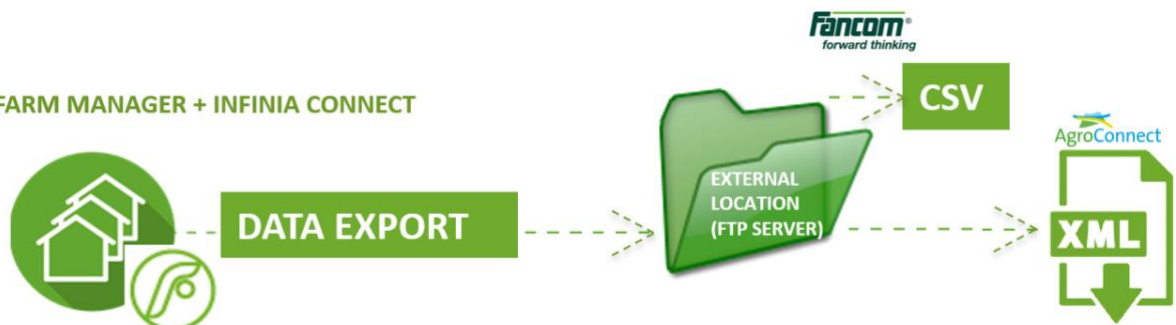 Fancom®
forward thinking
FARM MANAGER + INFINIA CONNECT
CSV
AgroConnect
DATA EXPORT
EXTERNAL
LOCATION
(FTP SERVER)
XML